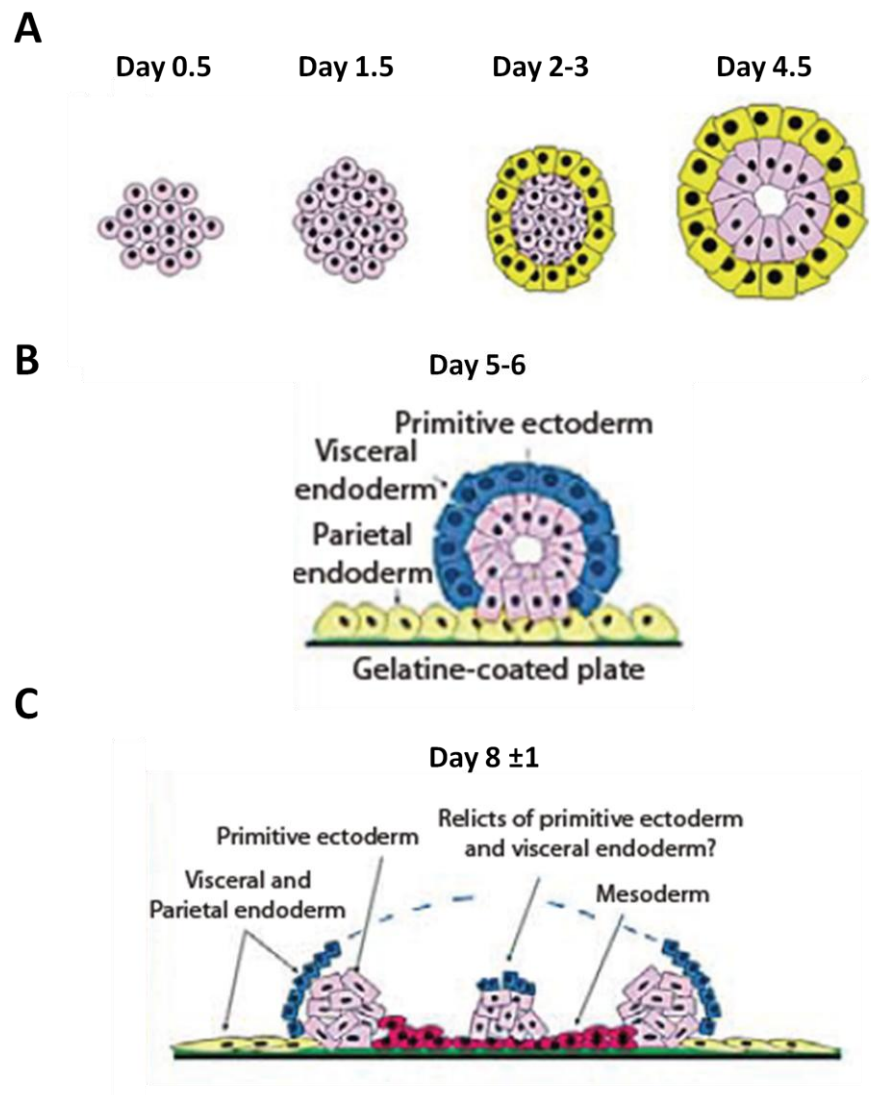 A
Day 0.5 Day 1.5 Day 2-3 Day 4.5
B
Day 5-6
Primitive ectoderm
Visceral
endoderm
Parietal
endoderm
Gelatine-coated plate
C
Day 8 ±1
Relicts of primitive ectoderm
and visceral endoderm?
Primitive ectoderm
Visceral and
Parietal endoderm
Mesoderm